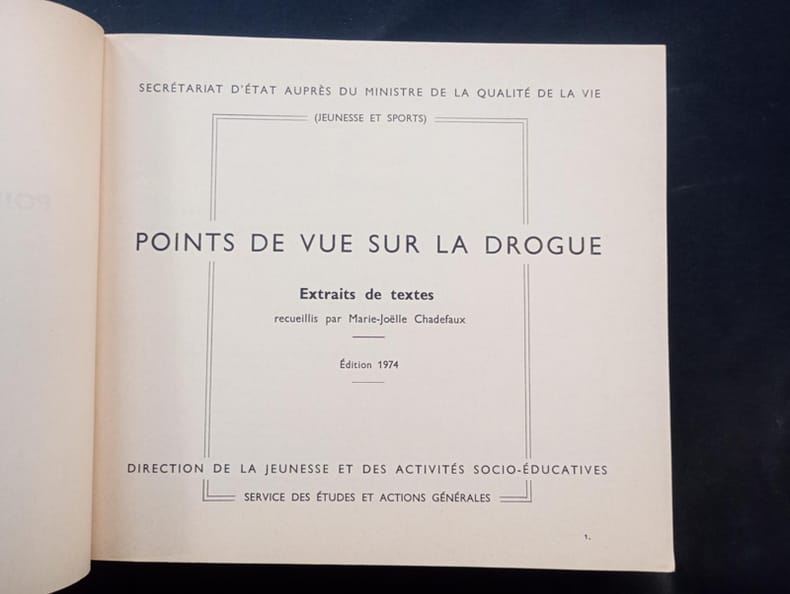 SECRÉTARIAT D'ÉTAT AUPRÈS DU MINISTRE DE LA QUALITÉ DE LA VIE
(JEUNESSE ET SPORTS)
POINTS DE VUE SUR LA DROGUE
Extraits de textes
recueillis par Marie-Joëlle Chadefaux
Édition 1974
DIRECTION DE LA JEUNESSE ET DES ACTIVITÉS SOCIO-ÉDUCATIVES
SERVICE DES ÉTUDES ET ACTIONS GÉNÉRALES
1.